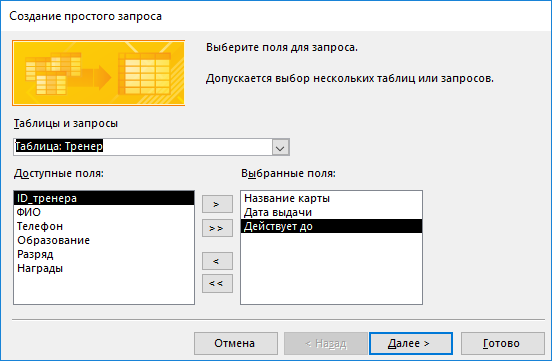 Создание простого запроса
Выберите поля для запроса.
Допускается выбор нескольких таблиц или запросов.
Таблицы и запросы
Таблица: Тренер
Доступные поля:
Выбранные поля:
ID_тренера
ФИО
Телефон
Образование
Разряд
Награды
>
>>
<
<<
Название карты
Дата выдачи
Действует до
Отмена
< Назад
Далее >
Готово